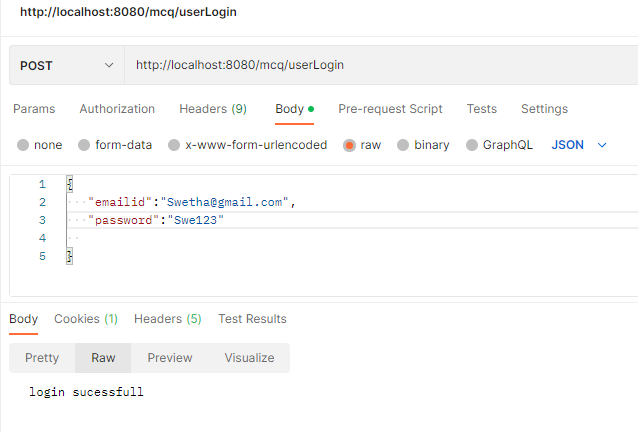 http://localhost:8080/mcq/userLogin
POST http://localhost:8080/mcq/userLogin
Params Authorization Headers (9) Body Pre-request Script Tests Settings
none form-data x-www-form-urlencoded raw binary GraphQL JSON
1 {
2 "emailid":"Swetha@gmail.com",
3 "password":"Swe123"
4
5 }
Body Cookies (1) Headers (5) Test Results
Pretty Raw Preview Visualize
login sucessfull